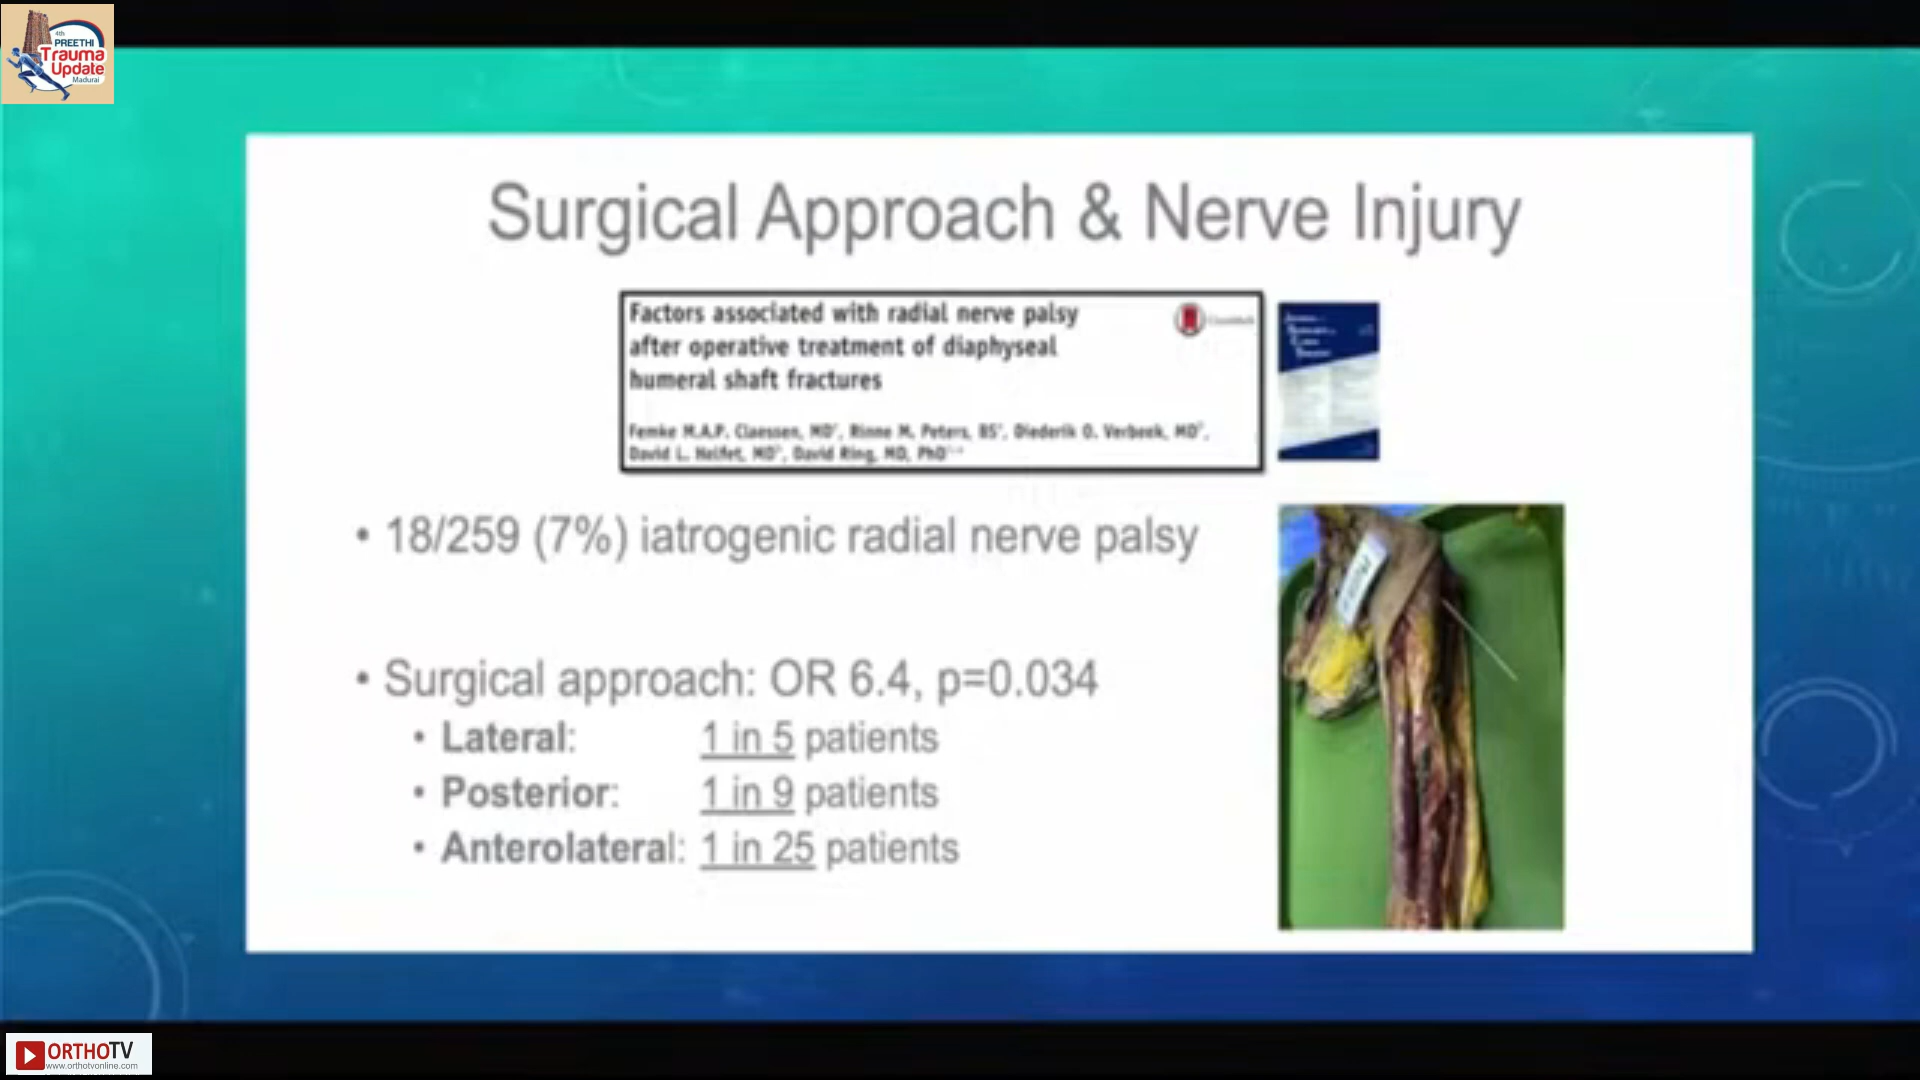 4th
PREETHI
Trauma
Update
Madurai
Surgical Approach & Nerve Injury
Factors associated with radial nerve palsy
after operative treatment of diaphyseal
humeral shaft fractures
Femke M.A.P. Claessen, MD, Rinne M. Peters, BS, Diederik O. Verbeek, MD,
David L. Helfet, MD, David Ring, MD, PhD
• 18/259 (7%) iatrogenic radial nerve palsy
• Surgical approach: OR 6.4, p=0.034
• Lateral: 1 in 5 patients
• Posterior: 1 in 9 patients
• Anterolateral: 1 in 25 patients
ORTHOTV
www.orthotvonline.com